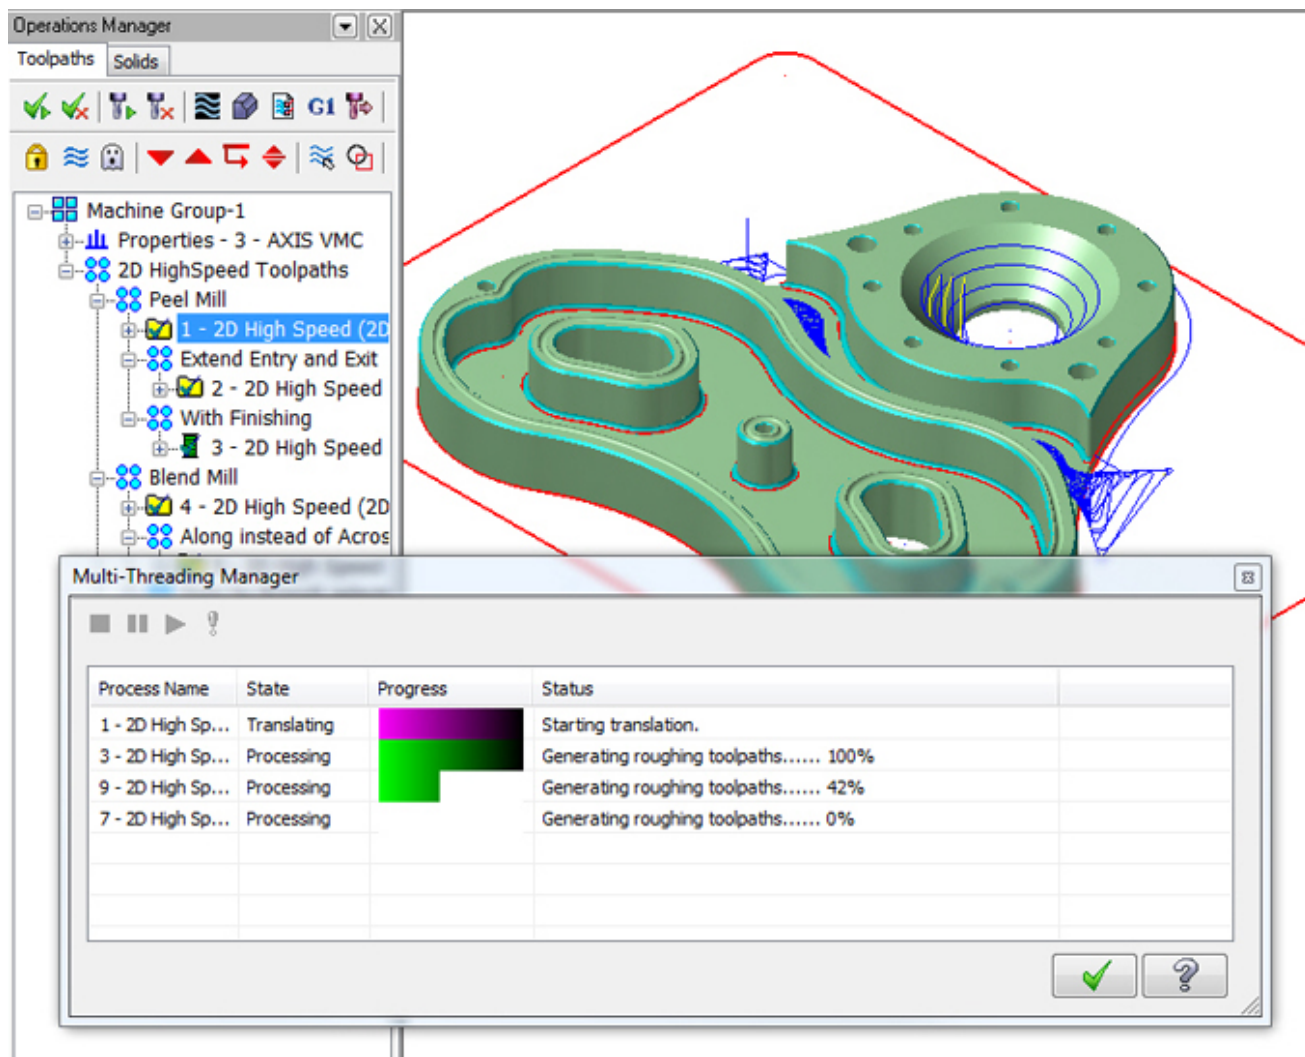 Operations Manager
Toolpaths Solids
G1
Machine Group-1
Properties - 3 - AXIS VMC
2D HighSpeed Toolpaths
Peel Mill
1 - 2D High Speed (2D
Extend Entry and Exit
2 - 2D High Speed
With Finishing
3 - 2D High Speed
Blend Mill
4 - 2D High Speed (2D
Along instead of Acros
Multi-Threading Manager
Process Name State Progress Status
1 - 2D High Sp... Translating Starting translation.
3 - 2D High Sp... Processing Generating roughing toolpaths...... 100%
9 - 2D High Sp... Processing Generating roughing toolpaths...... 42%
7 - 2D High Sp... Processing Generating roughing toolpaths...... 0%